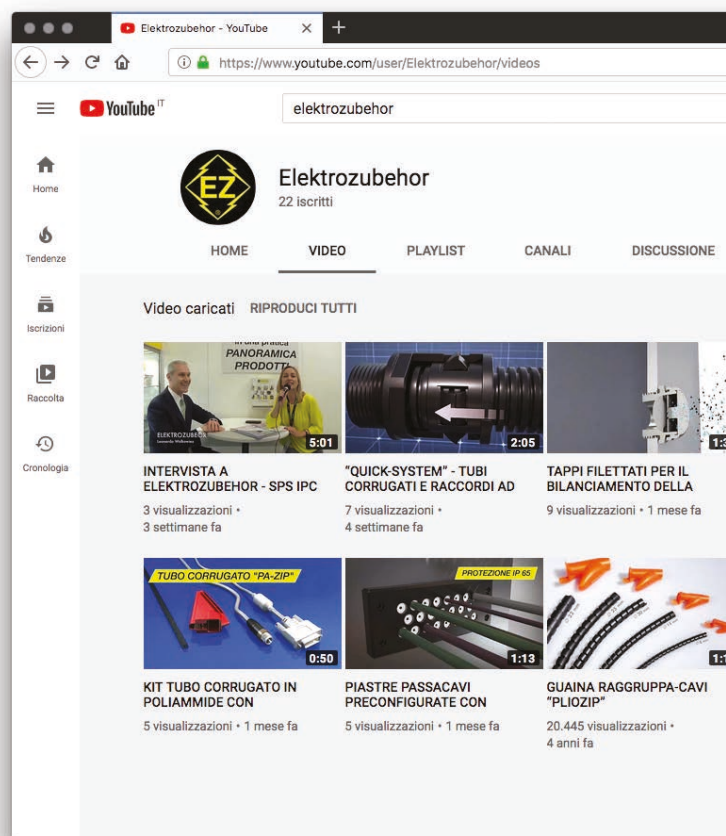 Elektrozubehor - YouTube
https://www.youtube.com/user/Elektrozubehor/videos
YouTube IT
elektrozubehor
Home
Tendenze
Iscrizioni
Raccolta
Cronologia
EZ
Elektrozubehor
22 iscritti
HOME VIDEO PLAYLIST CANALI DISCUSSIONE
Video caricati RIPRODUCI TUTTI
in una pratica
PANORAMICA
PRODOTTI
ELEKTROZUBEHOR
5:01
2:05
INTERVISTA A
ELEKTROZUBEHOR - SPS IPC
3 visualizzazioni •
3 settimane fa
"QUICK-SYSTEM" - TUBI
CORRUGATI E RACCORDI AD
7 visualizzazioni •
4 settimane fa
TAPPI FILETTATI PER IL
BILANCIAMENTO DELLA
9 visualizzazioni • 1 mese fa
TUBO CORRUGATO "PA-ZIP"
0:50
PROTEZIONE IP 65
1:13
KIT TUBO CORRUGATO IN
POLIAMMIDE CON
5 visualizzazioni • 1 mese fa
PIASTRE PASSACAVI
PRECONFIGURATE CON
5 visualizzazioni • 1 mese fa
GUAINA RAGGRUPPA-CAVI
"PLIOZIP"
20.445 visualizzazioni •
4 anni fa